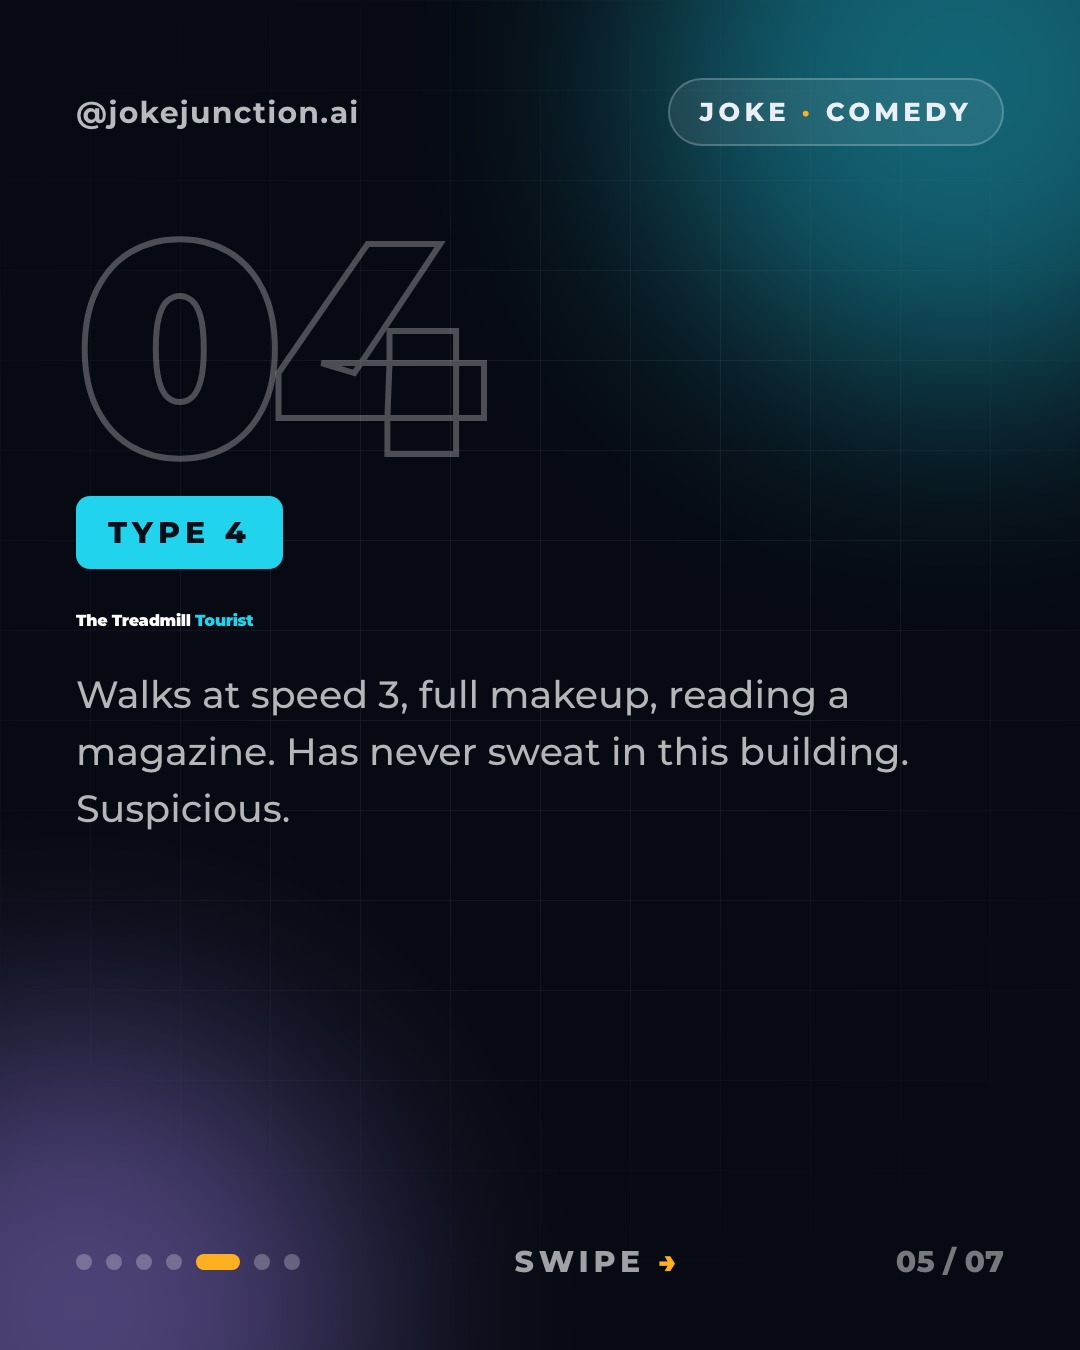 @jokejunction.ai
JOKE • COMEDY
04
TYPE 4
The Treadmill Tourist
Walks at speed 3, full makeup, reading a
magazine. Has never sweat in this building.
Suspicious.
SWIPE →
05 / 07